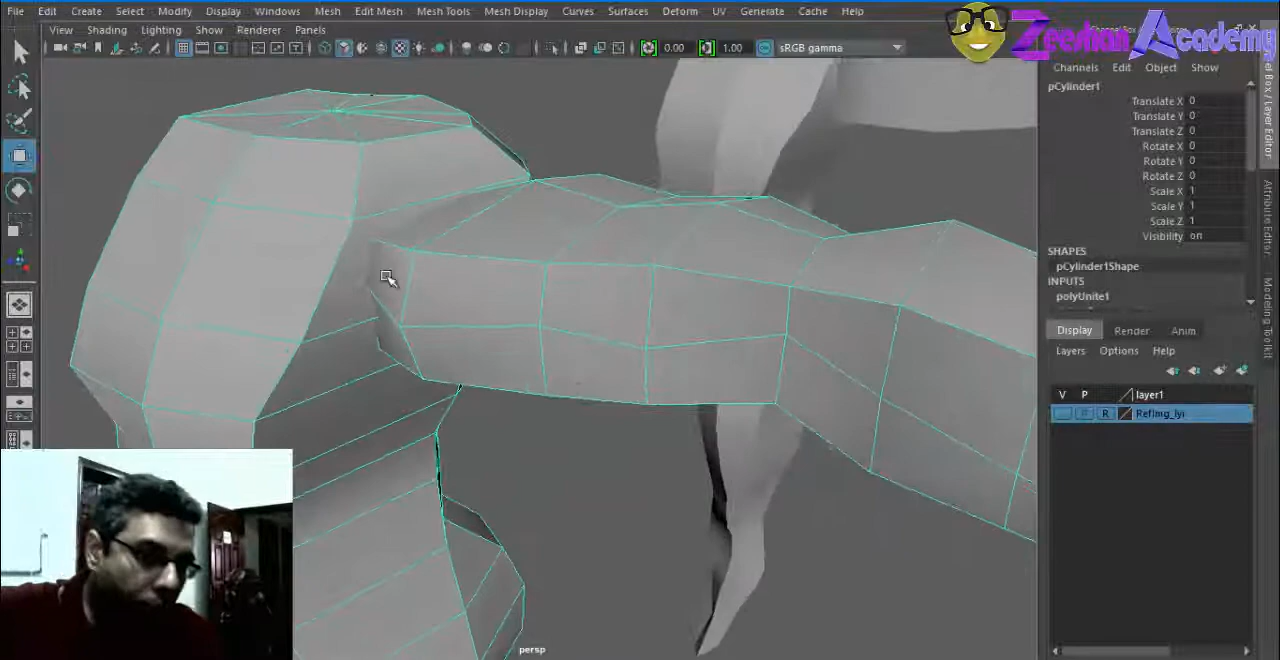 File Edit Create Select Modify Display Windows Mesh Edit Mesh Mesh Tools Mesh Display Curves Surfaces Deform UV Generate Cache Help
Zeeshan Academy
View Shading Lighting Show Renderer Panels
0.00 1.00 sRGB gamma
Channels Edit Object Show
pCylinder1
Translate X 0
Translate Y 0
Translate Z 0
Rotate X 0
Rotate Y 0
Rotate Z 0
Scale X 1
Scale Y 1
Scale Z 1
Visibility on
SHAPES
pCylinder1Shape
INPUTS
polyUnite1
Display Render Anim
Layers Options Help
V P layer1
R RefImg_lyr
persp
Box / Layer Editor
Attribute Editor
Modeling Toolkit